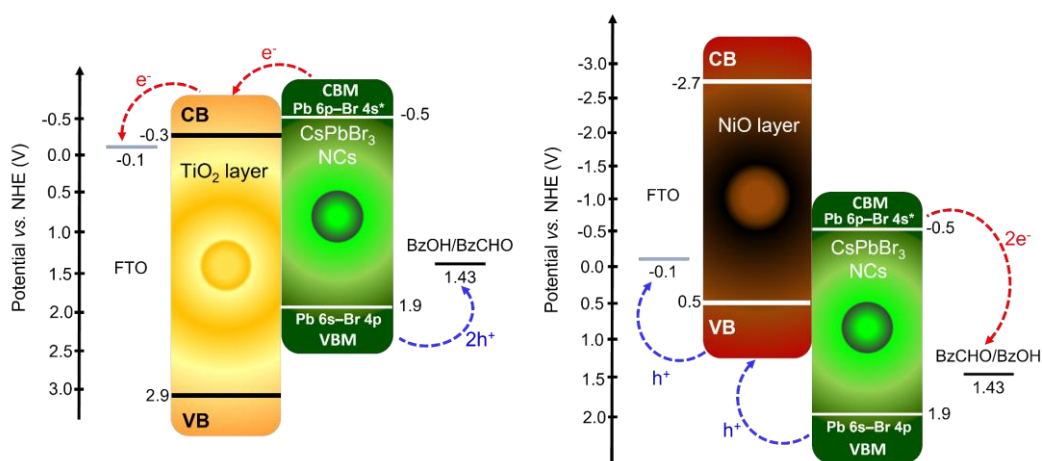 Potential vs. NHE (V)
-0.5
0.0
0.5
1.0
1.5
2.0
2.5
3.0
e-
e-
CB
-0.3
-0.1
FTO
TiO2 layer
2.9
VB
CBM
Pb 6p–Br 4s*
-0.5
CsPbBr3
NCs
BzOH/BzCHO
1.43
1.9
Pb 6s–Br 4p
VBM
2h+
Potential vs. NHE (V)
-3.0
-2.5
-2.0
-1.5
-1.0
-0.5
0.0
0.5
1.0
1.5
2.0
CB
-2.7
NiO layer
FTO
-0.1
0.5
VB
h+
h+
CBM
Pb 6p–Br 4s*
-0.5
2e-
CsPbBr3
NCs
BzCHO/BzOH
1.43
1.9
Pb 6s–Br 4p
VBM